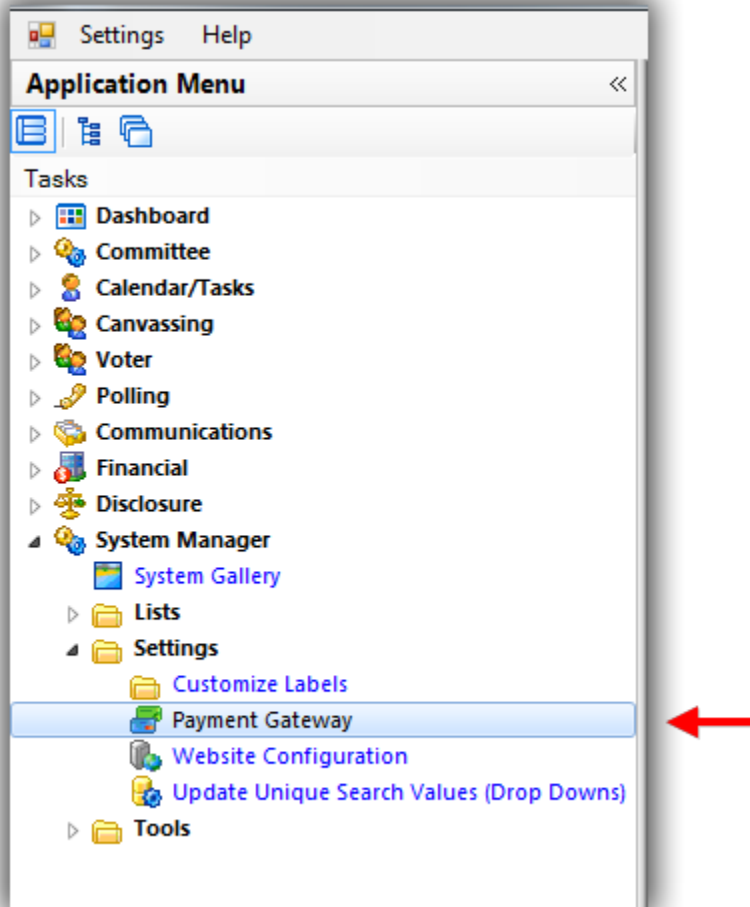 Settings Help
Application Menu «
Tasks
Dashboard
Committee
Calendar/Tasks
Canvassing
Voter
Polling
Communications
Financial
Disclosure
System Manager
System Gallery
Lists
Settings
Customize Labels
Payment Gateway
Website Configuration
Update Unique Search Values (Drop Downs)
Tools